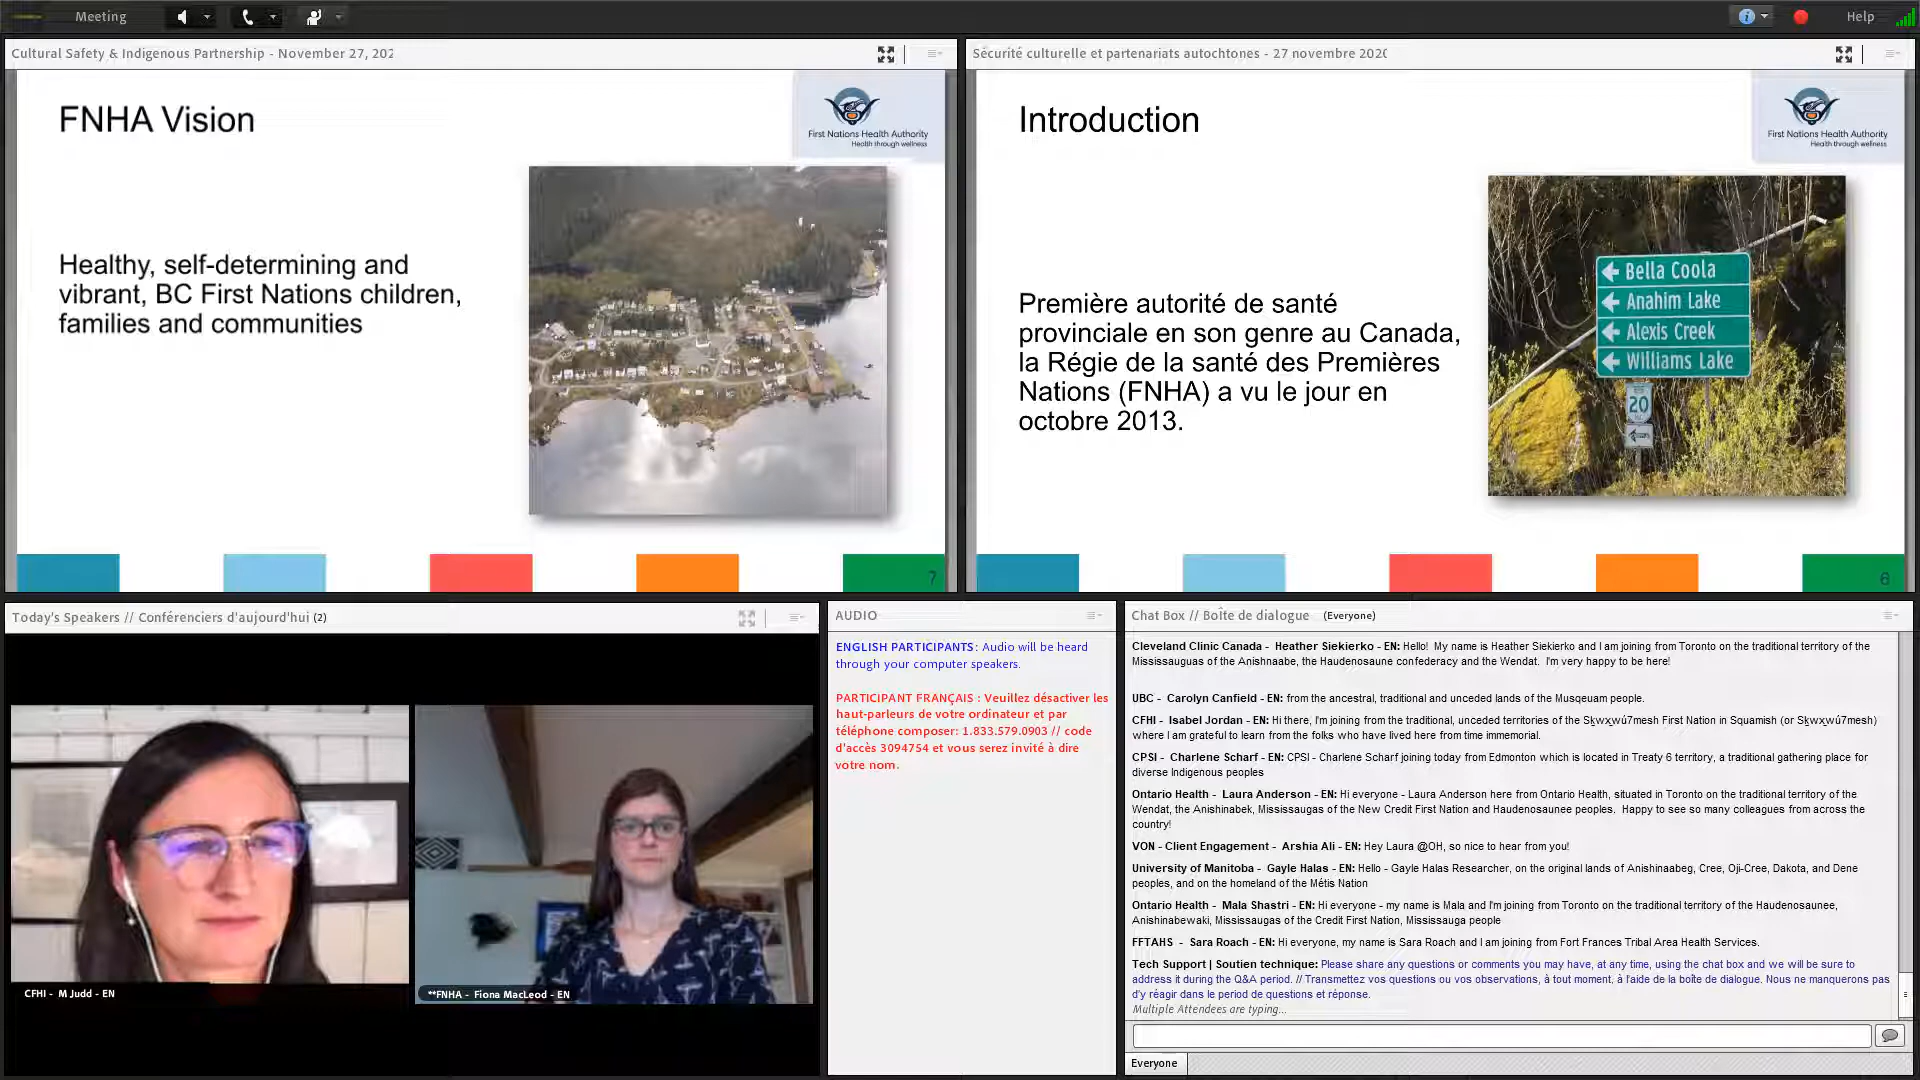 Meeting
Help
Cultural Safety & Indigenous Partnership - November 27, 202
FNHA Vision
First Nations Health Authority
Health through wellness
Healthy, self-determining and
vibrant, BC First Nations children,
families and communities
7
Sécurité culturelle et partenariats autochtones - 27 novembre 2020
Introduction
First Nations Health Authority
Health through wellness
Première autorité de santé
provinciale en son genre au Canada,
la Régie de la santé des Premières
Nations (FNHA) a vu le jour en
octobre 2013.
Bella Coola
Anahim Lake
Alexis Creek
Williams Lake
20
6
Today's Speakers // Conférenciers d'aujourd'hui (2)
CFHI - M Judd - EN
**FNHA - Fiona MacLeod - EN
AUDIO
ENGLISH PARTICIPANTS: Audio will be heard
through your computer speakers.
PARTICIPANT FRANÇAIS : Veuillez désactiver les
haut-parleurs de votre ordinateur et par
téléphone composer: 1.833.579.0903 // code
d'accès 3094754 et vous serez invité à dire
votre nom.
Chat Box // Boîte de dialogue (Everyone)
Cleveland Clinic Canada - Heather Siekierko - EN: Hello! My name is Heather Siekierko and I am joining from Toronto on the traditional territory of the
Mississauguas of the Anishnaabe, the Haudenosaune confederacy and the Wendat. I'm very happy to be here!
UBC - Carolyn Canfield - EN: from the ancestral, traditional and unceded lands of the Musqeuam people.
CFHI - Isabel Jordan - EN: Hi there, I'm joining from the traditional, unceded territories of the Sḵwx̱wú7mesh First Nation in Squamish (or Sḵwx̱wú7mesh)
where I am grateful to learn from the folks who have lived here from time immemorial.
CPSI - Charlene Scharf - EN: CPSI - Charlene Scharf joining today from Edmonton which is located in Treaty 6 territory, a traditional gathering place for
diverse Indigenous peoples
Ontario Health - Laura Anderson - EN: Hi everyone - Laura Anderson here from Ontario Health, situated in Toronto on the traditional territory of the
Wendat, the Anishinabek, Mississaugas of the New Credit First Nation and Haudenosaunee peoples. Happy to see so many colleagues from across the
country!
VON - Client Engagement - Arshia Ali - EN: Hey Laura @OH, so nice to hear from you!
University of Manitoba - Gayle Halas - EN: Hello - Gayle Halas Researcher, on the original lands of Anishinaabeg, Cree, Oji-Cree, Dakota, and Dene
peoples, and on the homeland of the Métis Nation
Ontario Health - Mala Shastri - EN: Hi everyone - my name is Mala and I'm joining from Toronto on the traditional territory of the Haudenosaunee,
Anishinabewaki, Mississaugas of the Credit First Nation, Mississauga people
FFTAHS - Sara Roach - EN: Hi everyone, my name is Sara Roach and I am joining from Fort Frances Tribal Area Health Services.
Tech Support | Soutien technique: Please share any questions or comments you may have, at any time, using the chat box and we will be sure to
address it during the Q&A period. // Transmettez vos questions ou vos observations, à tout moment, à l'aide de la boîte de dialogue. Nous ne manquerons pas
d'y réagir dans le period de questions et réponse.
Multiple Attendees are typing...
Everyone